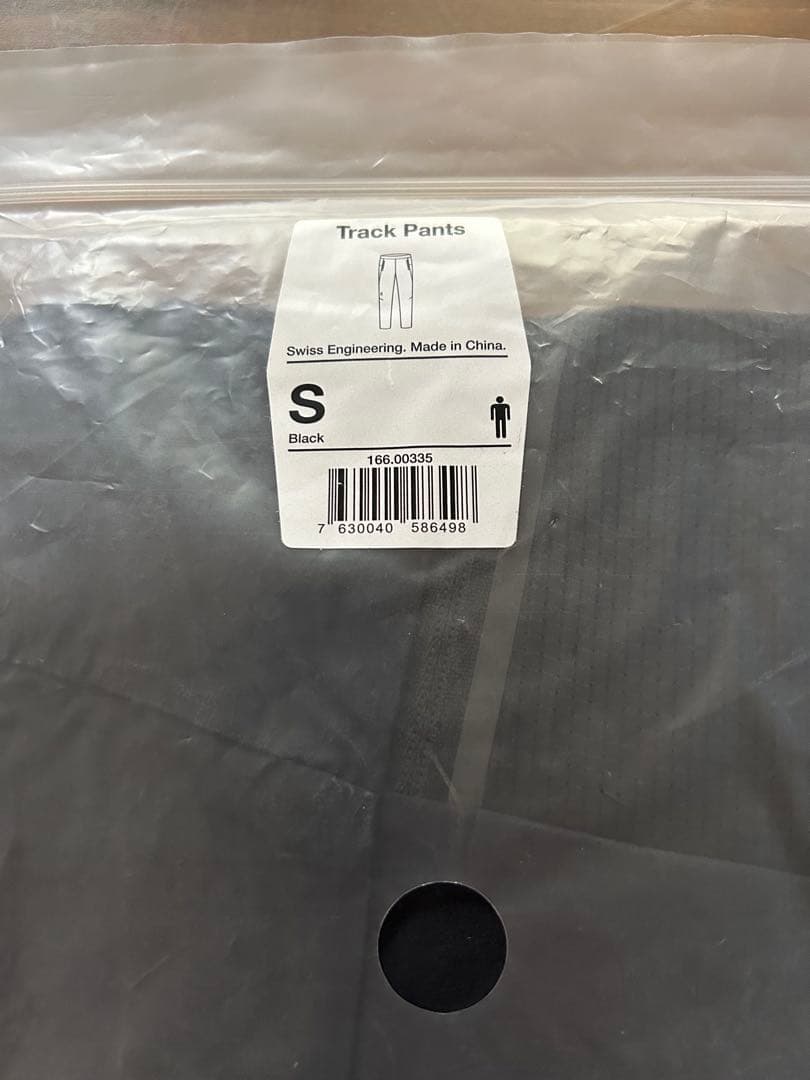 Track Pants
Swiss Engineering. Made in China.
S
Black
166.00335
7 630040 586498